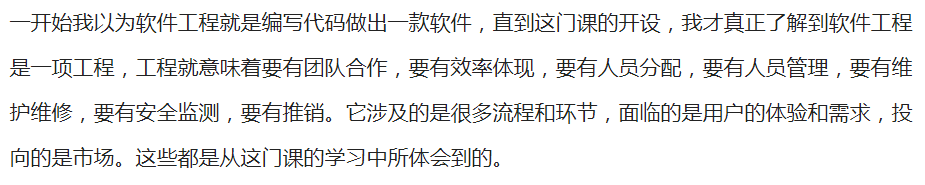 一开始我以为软件工程就是编写代码做出一款软件，直到这门课的开设，我才真正了解到软件工程
是一项工程，工程就意味着要有团队合作，要有效率体现，要有人员分配，要有人员管理，要有维
护维修，要有安全监测，要有推销。它涉及的是很多流程和环节，面临的是用户的体验和需求，投
向的是市场。这些都是从这门课的学习中所体会到的。